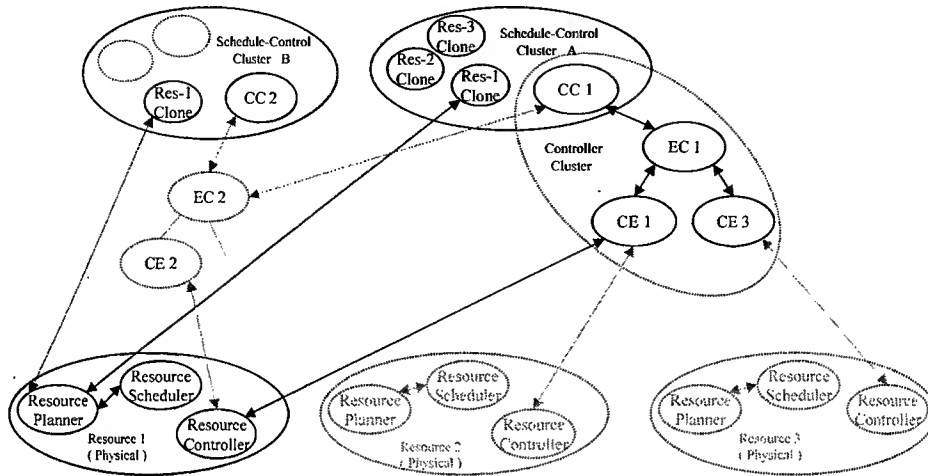 Schedule-Control
Cluster B
Res-1
Clone
CC 2
Res-3
Clone
Res-2
Clone
Res-1
Clone
Schedule-Control
Cluster A
CC 1
Controller
Cluster
EC 1
EC 2
CE 1
CE 3
CE 2
Resource
Planner
Resource
Scheduler
Resource
Controller
Resource 1
( Physical )
Resource
Planner
Resource
Scheduler
Resource
Controller
Resource 2
( Physical )
Resource
Planner
Resource
Scheduler
Resource
Controller
Resource 3
( Physical )